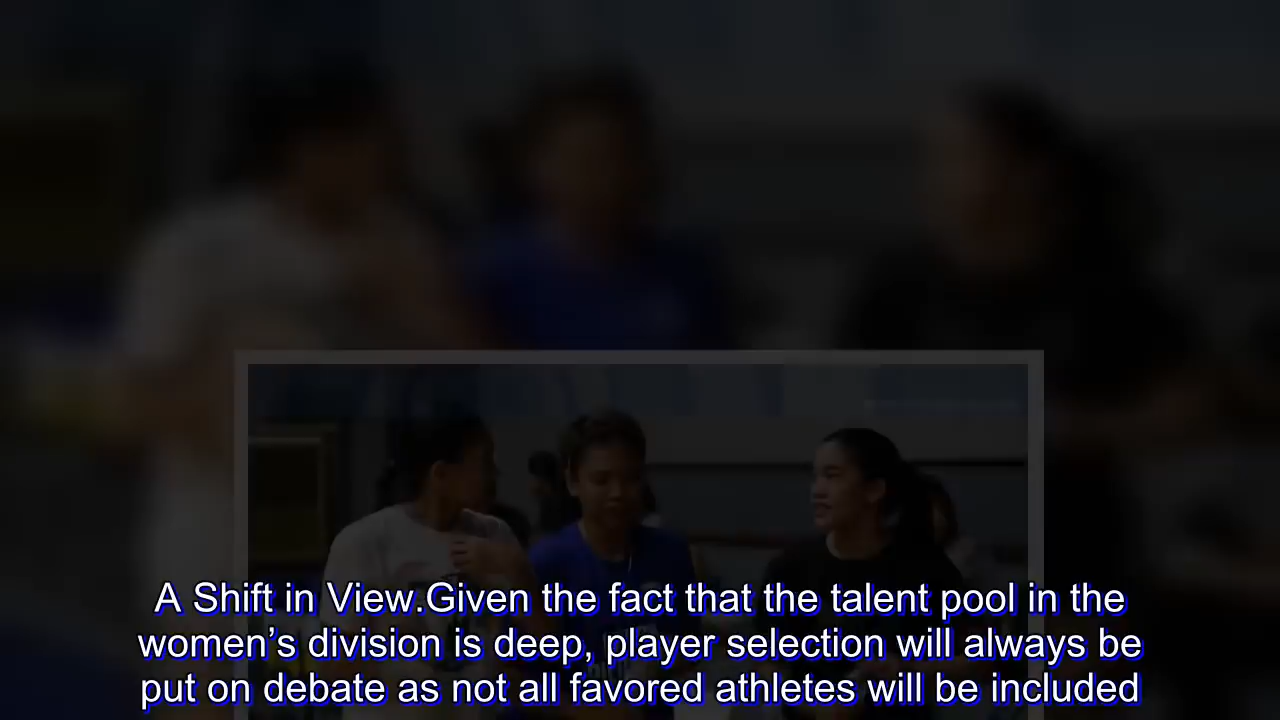 A Shift in View.Given the fact that the talent pool in the
women’s division is deep, player selection will always be
put on debate as not all favored athletes will be included